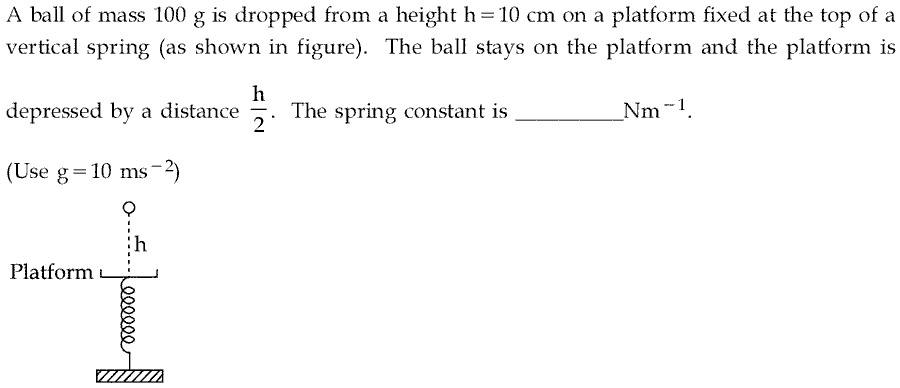 A ball of mass 100 g is dropped from a height h = 10 cm on a platform fixed at the top of a
vertical spring (as shown in figure). The ball stays on the platform and the platform is
depressed by a distance h/2. The spring constant is _________Nm⁻¹.
(Use g = 10 ms⁻²)
h
Platform